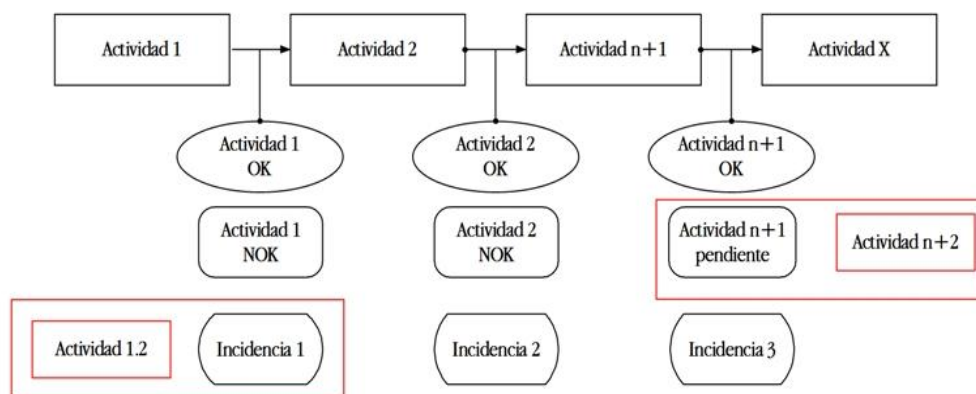 Actividad 1
Actividad 2
Actividad n+1
Actividad X
Actividad 1
OK
Actividad 2
OK
Actividad n+1
OK
Actividad 1
NOK
Actividad 2
NOK
Actividad n+1
pendiente
Actividad n+2
Actividad 1.2
Incidencia 1
Incidencia 2
Incidencia 3